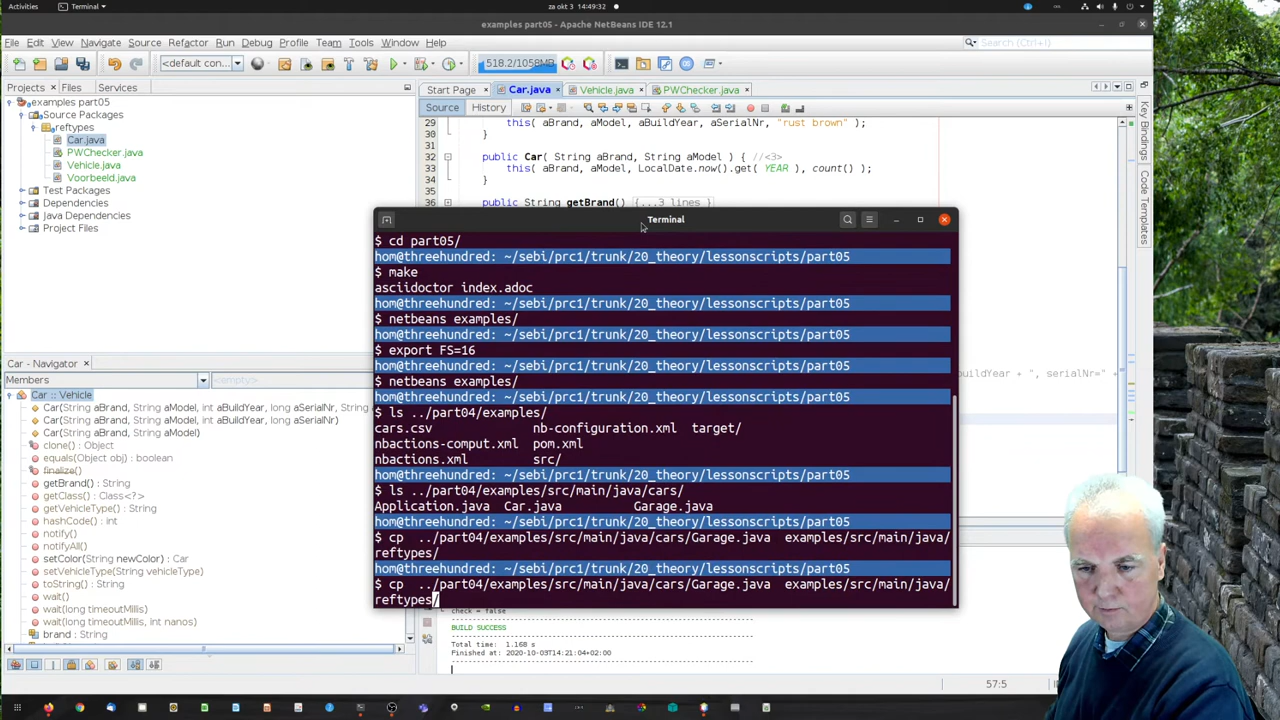 Activities Terminal za okt 3 14:49:32
examples part05 - Apache NetBeans IDE 12.1
File Edit View Navigate Source Refactor Run Debug Profile Team Tools Window Help Search (Ctrl+I)
<default con... 518.2/1058MB
Projects Files Services Start Page Car.java Vehicle.java PWChecker.java
examples part05
Source History
Source Packages
reftypes
Car.java
PWChecker.java
Vehicle.java
Voorbeeld.java
Test Packages
Dependencies
Java Dependencies
Project Files
29 this( aBrand, aModel, aBuildYear, aSerialNr, "rust brown" );
30 }
31
32 public Car( String aBrand, String aModel ) { //<3>
33 this( aBrand, aModel, LocalDate.now().get( YEAR ), count() );
34 }
35
36 public String getBrand() {...3 lines }
Key Bindings
Code Templates
Terminal
$ cd part05/
hom@threehundred: ~/sebi/prc1/trunk/20_theory/lessonscripts/part05
$ make
asciidoctor index.adoc
hom@threehundred: ~/sebi/prc1/trunk/20_theory/lessonscripts/part05
$ netbeans examples/
hom@threehundred: ~/sebi/prc1/trunk/20_theory/lessonscripts/part05
$ export FS=16
hom@threehundred: ~/sebi/prc1/trunk/20_theory/lessonscripts/part05
$ netbeans examples/
hom@threehundred: ~/sebi/prc1/trunk/20_theory/lessonscripts/part05
$ ls ../part04/examples/
cars.csv nb-configuration.xml target/
nbactions-comput.xml pom.xml
nbactions.xml src/
hom@threehundred: ~/sebi/prc1/trunk/20_theory/lessonscripts/part05
$ ls ../part04/examples/src/main/java/cars/
Application.java Car.java Garage.java
hom@threehundred: ~/sebi/prc1/trunk/20_theory/lessonscripts/part05
$ cp ../part04/examples/src/main/java/cars/Garage.java examples/src/main/java/
reftypes/
hom@threehundred: ~/sebi/prc1/trunk/20_theory/lessonscripts/part05
$ cp ../part04/examples/src/main/java/cars/Garage.java examples/src/main/java/
reftypes/
buildYear + ", serialNr=" +
Car - Navigator
Members <empty>
Car :: Vehicle
Car(String aBrand, String aModel, int aBuildYear, long aSerialNr, String
Car(String aBrand, String aModel, int aBuildYear, long aSerialNr)
Car(String aBrand, String aModel)
clone() : Object
equals(Object obj) : boolean
finalize()
getBrand() : String
getClass() : Class<?>
getVehicleType() : String
hashCode() : int
notify()
notifyAll()
setColor(String newColor) : Car
setVehicleType(String vehicleType)
toString() : String
wait()
wait(long timeoutMillis)
wait(long timeoutMillis, int nanos)
brand : String
check = false
BUILD SUCCESS
Total time: 1.168 s
Finished at: 2020-10-03T14:21:04+02:00
57:5